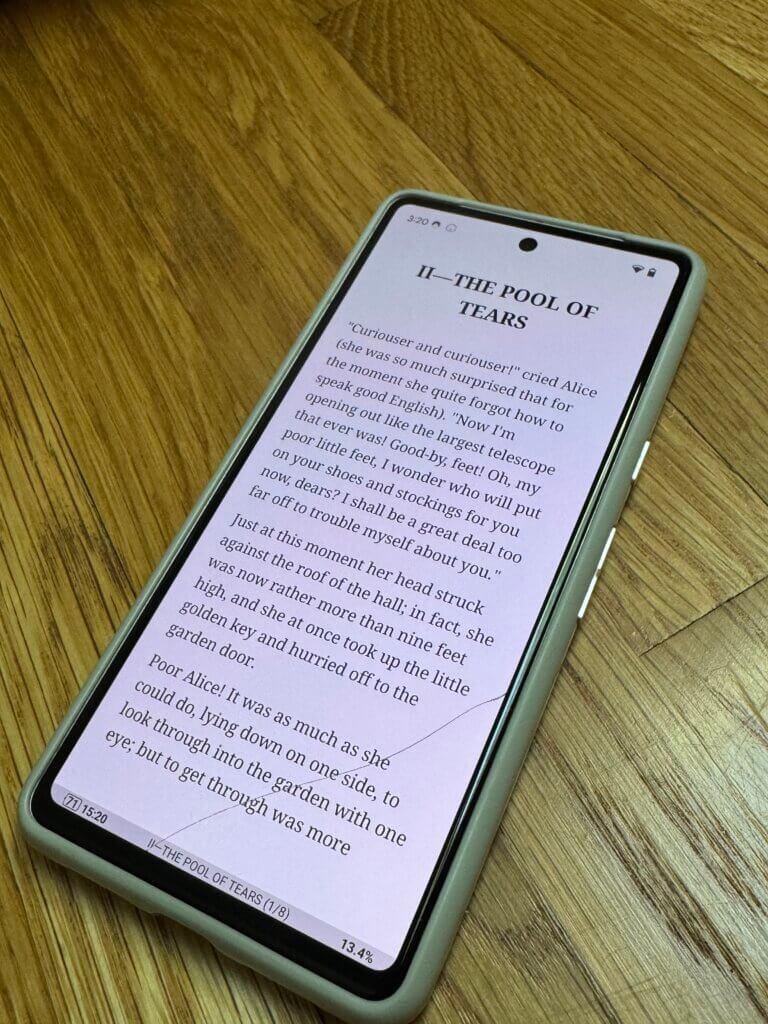 3:20
II—THE POOL OF
TEARS
"Curiouser and curiouser!" cried Alice
(she was so much surprised that for
the moment she quite forgot how to
speak good English). "Now I'm
opening out like the largest telescope
that ever was! Good-by, feet! Oh, my
poor little feet, I wonder who will put
on your shoes and stockings for you
now, dears? I shall be a great deal too
far off to trouble myself about you."
Just at this moment her head struck
against the roof of the hall; in fact, she
was now rather more than nine feet
high, and she at once took up the little
golden key and hurried off to the
garden door.
Poor Alice! It was as much as she
could do, lying down on one side, to
look through into the garden with one
eye; but to get through was more
71 15:20
II—THE POOL OF TEARS (1/8)
13.4%